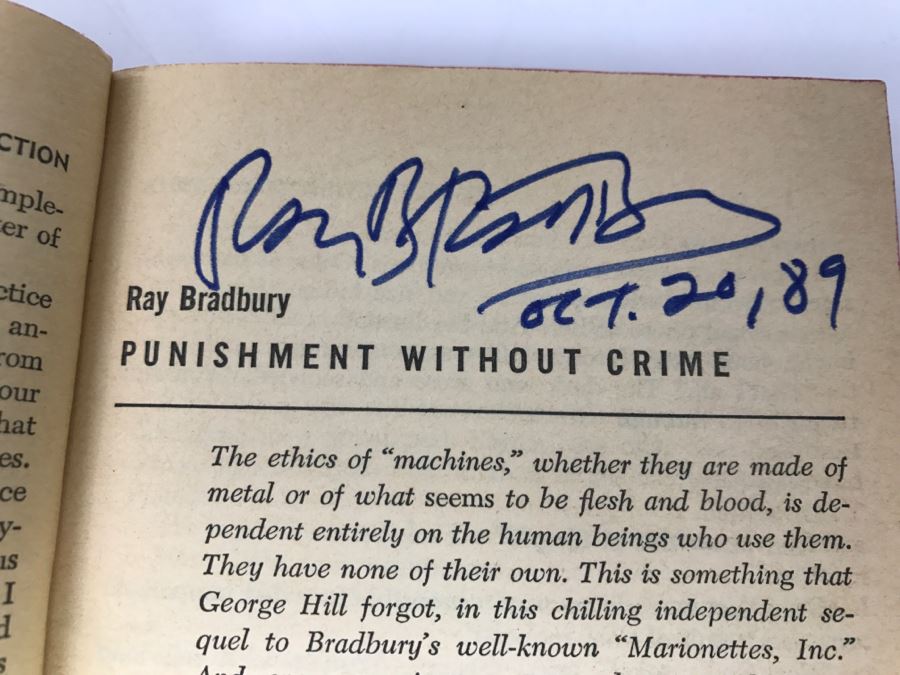 CTION
mple-
er of
ctice
an-
rom
our
hat
es.
ce
y-
us
I
d
s
Ray Bradbury
OCT. 20, 89
Ray Bradbury
PUNISHMENT WITHOUT CRIME
The ethics of “machines,” whether they are made of
metal or of what seems to be flesh and blood, is de-
pendent entirely on the human beings who use them.
They have none of their own. This is something that
George Hill forgot, in this chilling independent se-
quel to Bradbury’s well-known “Marionettes, Inc.”